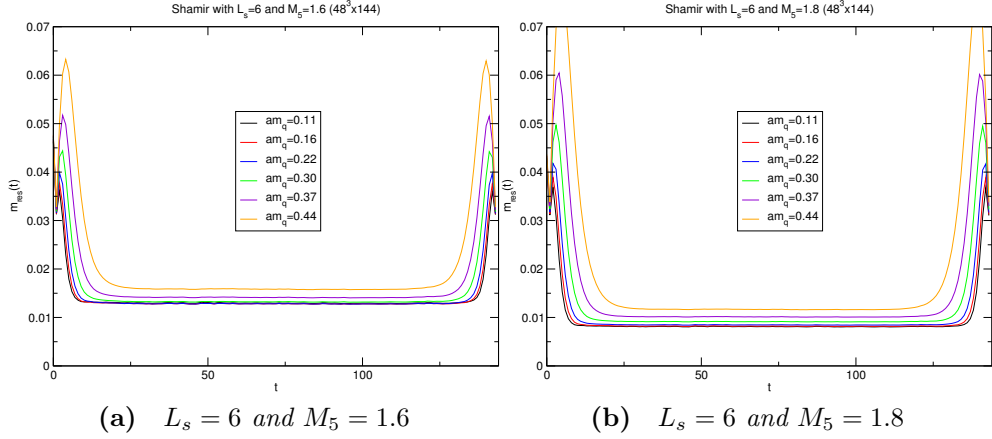 Shamir with L_s=6 and M_5=1.6 (48^3x144)
0.07
0.06
0.05
0.04
0.03
0.02
0.01
0
m_res(t)
am_q=0.11
am_q=0.16
am_q=0.22
am_q=0.30
am_q=0.37
am_q=0.44
0 50 100
t
(a) L_s = 6 and M_5 = 1.6
Shamir with L_s=6 and M_5=1.8 (48^3x144)
0.07
0.06
0.05
0.04
0.03
0.02
0.01
0
m_res(t)
am_q=0.11
am_q=0.16
am_q=0.22
am_q=0.30
am_q=0.37
am_q=0.44
0 50 100
t
(b) L_s = 6 and M_5 = 1.8